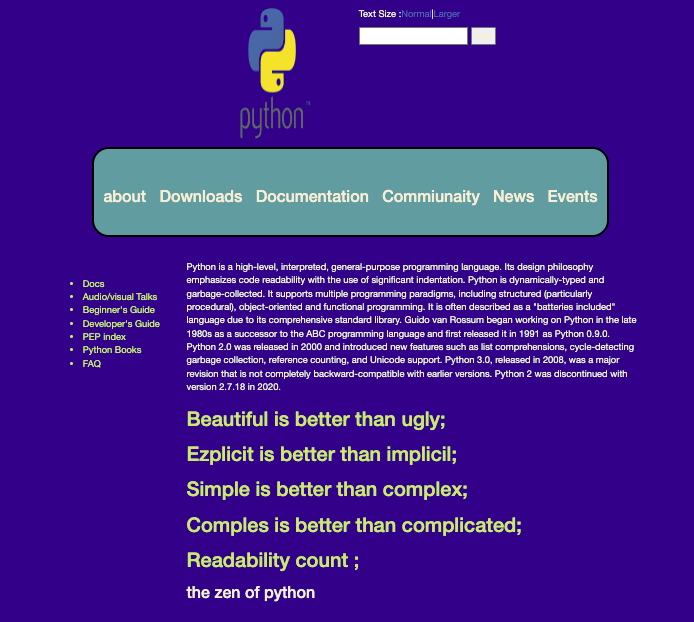 Text Size :Normal|Larger
python™
about Downloads Documentation Commiunaity News Events
Docs
Audio/visual Talks
Beginner's Guide
Developer's Guide
PEP index
Python Books
FAQ
Python is a high-level, interpreted, general-purpose programming language. Its design philosophy
emphasizes code readability with the use of significant indentation. Python is dynamically-typed and
garbage-collected. It supports multiple programming paradigms, including structured (particularly
procedural), object-oriented and functional programming. It is often described as a "batteries included"
language due to its comprehensive standard library. Guido van Rossum began working on Python in the late
1980s as a successor to the ABC programming language and first released it in 1991 as Python 0.9.0.
Python 2.0 was released in 2000 and introduced new features such as list comprehensions, cycle-detecting
garbage collection, reference counting, and Unicode support. Python 3.0, released in 2008, was a major
revision that is not completely backward-compatible with earlier versions. Python 2 was discontinued with
version 2.7.18 in 2020.
Beautiful is better than ugly;
Ezplicit is better than implicil;
Simple is better than complex;
Comples is better than complicated;
Readability count ;
the zen of python